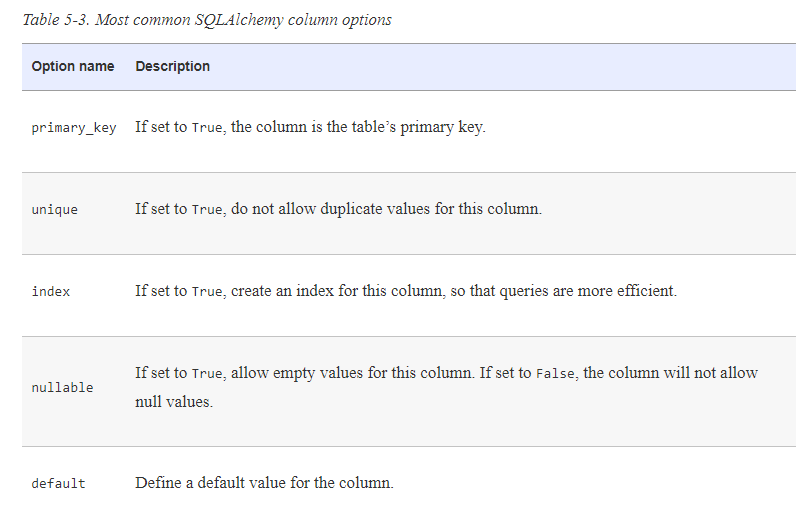 Table 5-3. Most common SQLAlchemy column options
Option name Description
primary_key If set to True, the column is the table’s primary key.
unique If set to True, do not allow duplicate values for this column.
index If set to True, create an index for this column, so that queries are more efficient.
nullable If set to True, allow empty values for this column. If set to False, the column will not allow
null values.
default Define a default value for the column.